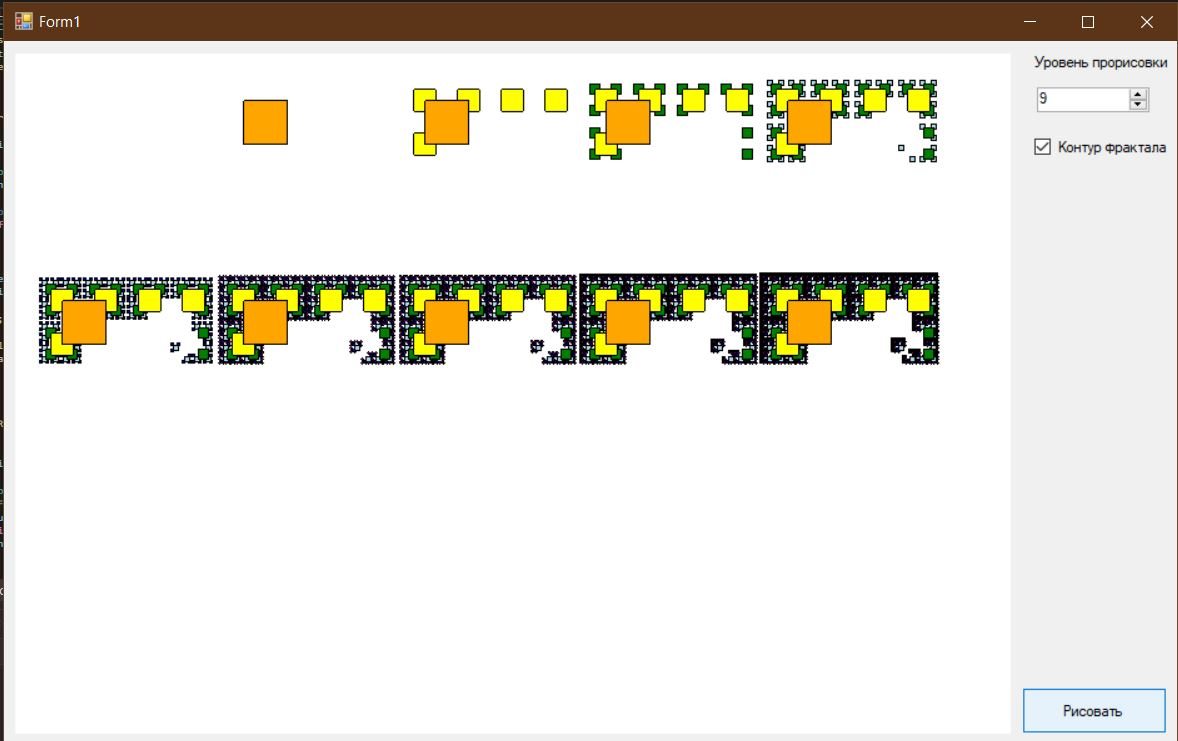 Form1
Уровень прорисовки
9
Контур фрактала
Рисовать